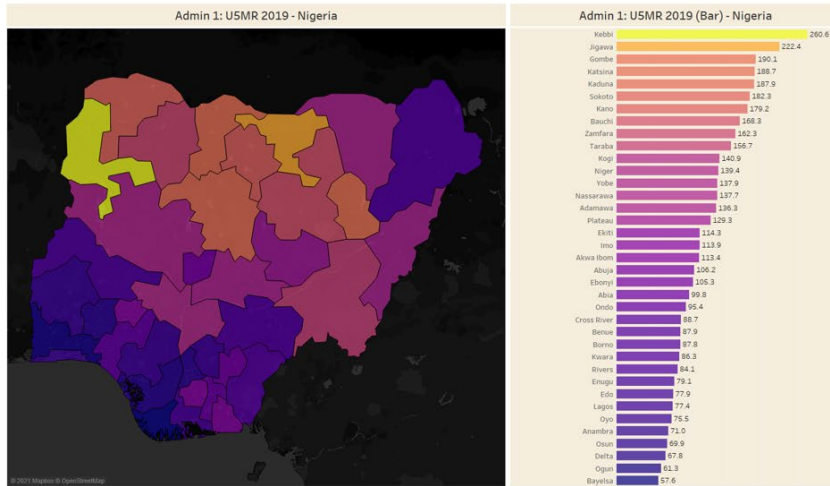 Admin 1: U5MR 2019 - Nigeria
© 2021 Mapbox © OpenStreetMap
Admin 1: U5MR 2019 (Bar) - Nigeria
Kebbi 260.6
Jigawa 222.4
Gombe 190.1
Katsina 188.7
Kaduna 187.9
Sokoto 182.3
Kano 179.2
Bauchi 168.3
Zamfara 162.3
Taraba 156.7
Kogi 140.9
Niger 139.4
Yobe 137.9
Nassarawa 137.7
Adamawa 136.3
Plateau 129.3
Ekiti 114.3
Imo 113.9
Akwa Ibom 113.4
Abuja 106.2
Ebonyi 105.3
Abia 99.8
Ondo 95.4
Cross River 88.7
Benue 87.9
Borno 87.8
Kwara 86.3
Rivers 84.1
Enugu 79.1
Edo 77.9
Lagos 77.4
Oyo 75.5
Anambra 71.0
Osun 69.9
Delta 67.8
Ogun 61.3
Bayelsa 57.6